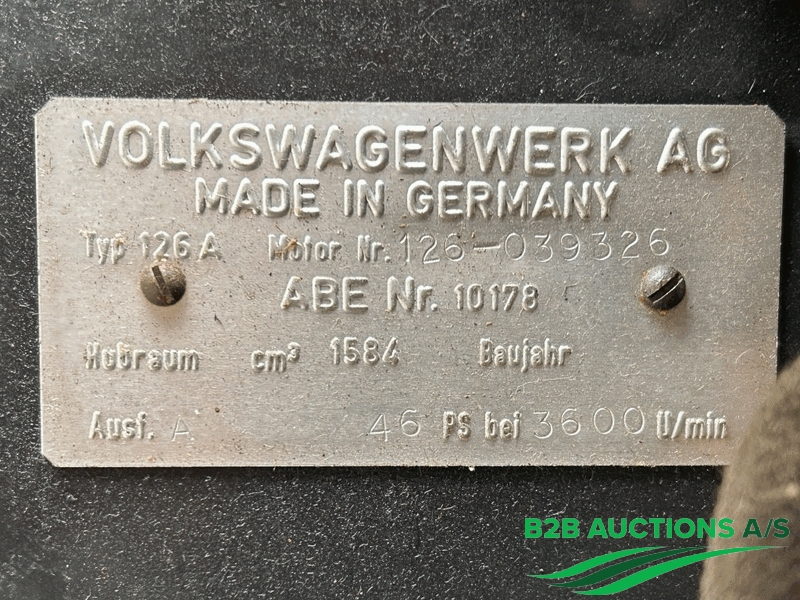 VOLKSWAGENWERK AG
MADE IN GERMANY
Typ 126 A Motor Nr. 126-039326
ABE Nr. 10178
Hubraum cm³ 1584 Baujahr
Ausf. A 46 PS bei 3600 U/min
B2B AUCTIONS A/S